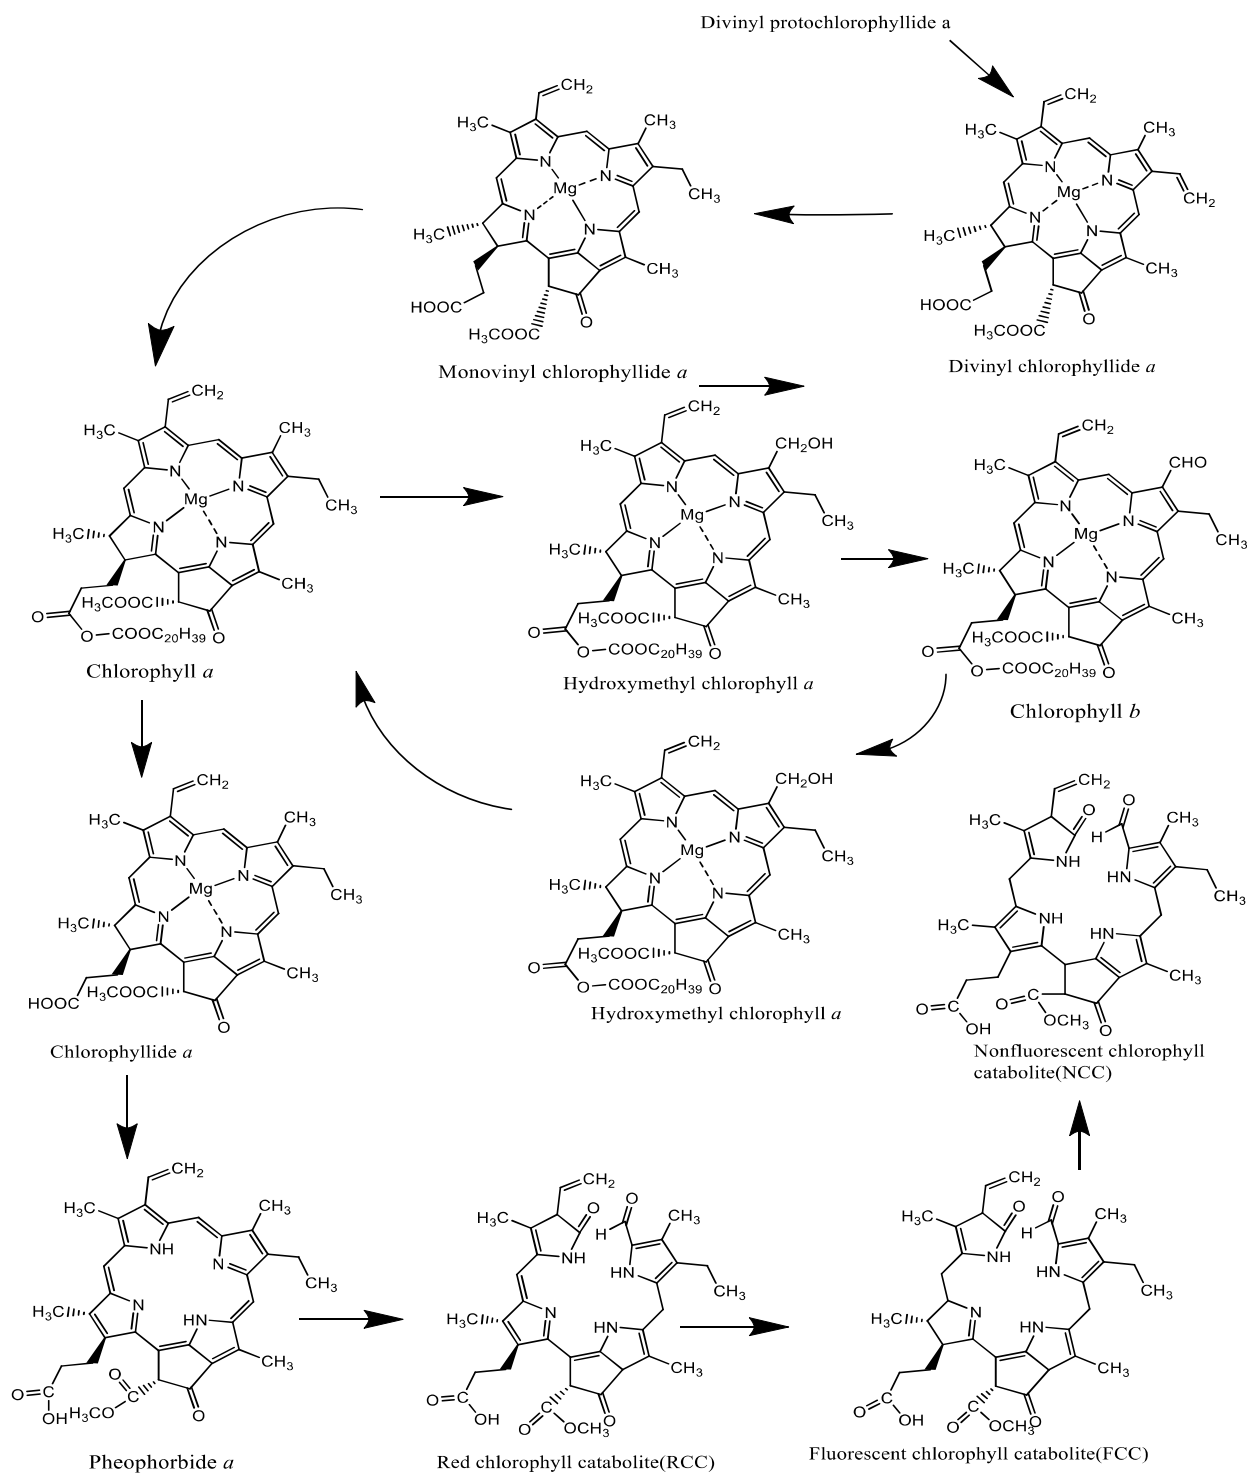 Divinyl protochlorophyllide a
CH2
H3C
CH3
N
N
Mg
CH3
N
N
H3C
CH3
HOOC
O
H3COOC
Monovinyl chlorophyllide a
CH2
H3C
CH3
N
N
Mg
CH2
N
N
H3C
CH3
HOOC
O
H3COOC
Divinyl chlorophyllide a
CH2
H3C
CH3
N
N
Mg
CH3
N
N
H3C
CH3
H3COOC
O
O
COOC20H39
O
Chlorophyll a
CH2
H3C
CH2OH
N
N
Mg
CH3
N
N
H3C
CH3
H3COOC
O
O
COOC20H39
O
Hydroxymethyl chlorophyll a
CH2
H3C
CHO
N
N
Mg
CH3
N
N
H3C
CH3
H3COOC
O
O
COOC20H39
O
Chlorophyll b
CH2
H3C
CH3
N
N
Mg
CH3
N
N
H3C
CH3
HOOC
H3COOC
O
Chlorophyllide a
CH2
H3C
CH2OH
N
N
Mg
CH3
N
N
H3C
CH3
H3COOC
O
O
COOC20H39
O
Hydroxymethyl chlorophyll a
CH2
O
O
H3C
CH3
H
NH
HN
CH3
NH
HN
H3C
CH3
O
C
O
C
OH
OCH3
O
Nonfluorescent chlorophyll
catabolite(NCC)
CH2
H3C
CH3
NH
N
CH3
N
HN
H3C
CH3
O
C
O
C
OH
H3CO
O
Pheophorbide a
CH2
O
O
H3C
CH3
H
NH
HN
CH3
N
HN
H3C
CH3
O
C
OH
O
C
OCH3
O
Red chlorophyll catabolite(RCC)
CH2
O
O
H3C
CH3
H
NH
HN
CH3
N
HN
H3C
CH3
O
C
OH
O
C
OCH3
O
Fluorescent chlorophyll catabolite(FCC)